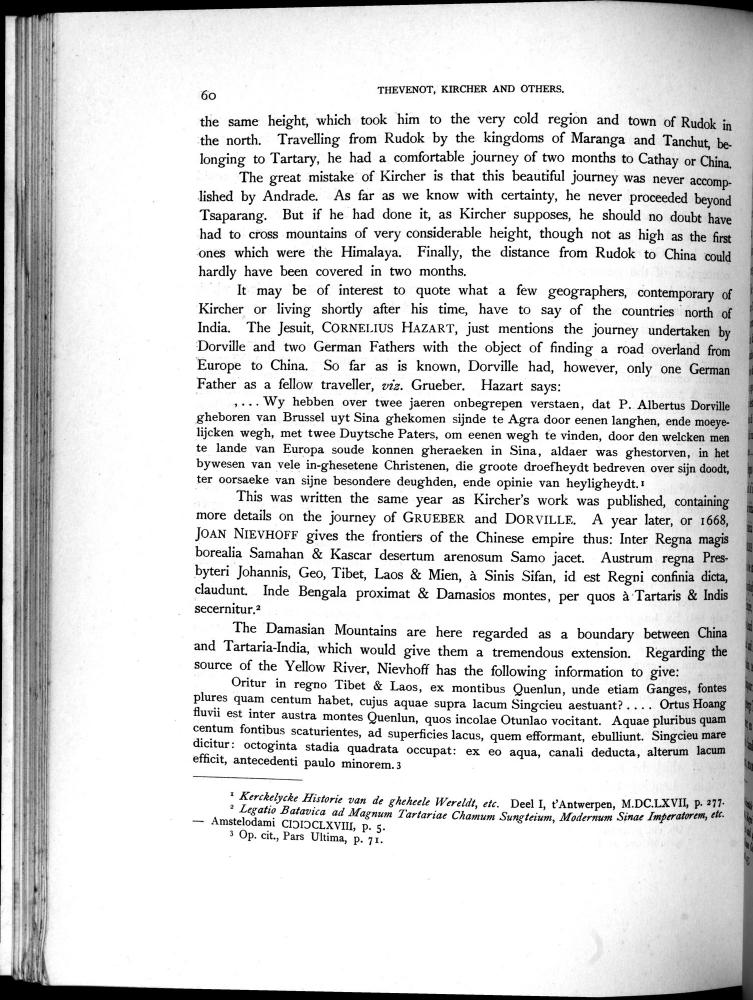 60
THEVENOT, KIRCHER AND OTHERS.
the same height, which took him to the very cold region and town of Rudok in
the north. Travelling from Rudok by the kingdoms of Maranga and Tanchut, be-
longing to Tartary, he had a comfortable journey of two months to Cathay or China.
The great mistake of Kircher is that this beautiful journey was never accomp-
lished by Andrade. As far as we know with certainty, he never proceeded beyond
Tsaparang. But if he had done it, as Kircher supposes, he should no doubt have
had to cross mountains of very considerable height, though not as high as the first
ones which were the Himalaya. Finally, the distance from Rudok to China could
hardly have been covered in two months.
It may be of interest to quote what a few geographers, contemporary of
Kircher or living shortly after his time, have to say of the countries north of
India. The Jesuit, CORNELIUS HAZART, just mentions the journey undertaken by
Dorville and two German Fathers with the object of finding a road overland from
Europe to China. So far as is known, Dorville had, however, only one German
Father as a fellow traveller, viz. Grueber. Hazart says:
,... Wy hebben over twee jaeren onbegrepen verstaen, dat P. Albertus Dorville
gheboren van Brussel uyt Sina ghekomen sijnde te Agra door eenen langhen, ende moeye-
lijcken wegh, met twee Duytsche Paters, om eenen wegh te vinden, door den welcken men
te lande van Europa soude konnen gheraeken in Sina, aldaer was ghestorven, in het
bywesen van vele in-ghesetene Christenen, die groote droefheydt bedreven over sijn doodt,
ter oorsaeke van sijne besondere deughden, ende opinie van heyligheydt.¹
This was written the same year as Kircher's work was published, containing
more details on the journey of GRUEBER and DORVILLE. A year later, or 1668,
JOAN NIEVHOFF gives the frontiers of the Chinese empire thus: Inter Regna magis
borealia Samahan & Kascar desertum arenosum Samo jacet. Austrum regna Pres-
byteri Johannis, Geo, Tibet, Laos & Mien, à Sinis Sifan, id est Regni confinia dicta,
claudunt. Inde Bengala proximat & Damasios montes, per quos à Tartaris & Indis
secernitur.²
The Damasian Mountains are here regarded as a boundary between China
and Tartaria-India, which would give them a tremendous extension. Regarding the
source of the Yellow River, Nievhoff has the following information to give:
Oritur in regno Tibet & Laos, ex montibus Quenlun, unde etiam Ganges, fontes
plures quam centum habet, cujus aquae supra lacum Singcieu aestuant? .... Ortus Hoang
fluvii est inter austra montes Quenlun, quos incolae Otunlao vocitant. Aquae pluribus quam
centum fontibus scaturientes, ad superficies lacus, quem efformant, ebulliunt. Singcieu mare
dicitur: octoginta stadia quadrata occupat: ex eo aqua, canali deducta, alterum lacum
efficit, antecedenti paulo minorem.³
¹ Kerckelycke Historie van de gheheele Wereldt, etc. Deel I, t'Antwerpen, M.DC.LXVII, p. 277.
² Legatio Batavica ad Magnum Tartariae Chamum Sungteium, Modernum Sinae Imperatorem, etc.
— Amstelodami CIƆIƆCLXVIII, p. 5.
³ Op. cit., Pars Ultima, p. 71.